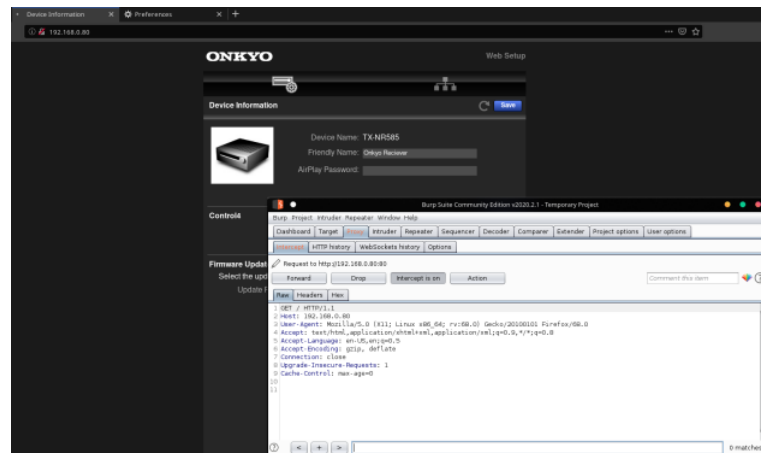 Device Information
Preferences
192.168.0.80
ONKYO
Web Setup
Device Information
Save
Device Name: TX-NR585
Friendly Name: Onkyo Reciever
AirPlay Password:
Control4
Firmware Updat
Select the upd
Update F
Burp Suite Community Edition v2020.2.1 - Temporary Project
Burp Project Intruder Repeater Window Help
Dashboard Target Proxy Intruder Repeater Sequencer Decoder Comparer Extender Project options User options
Intercept HTTP history WebSockets history Options
Request to http://192.168.0.80:80
Forward Drop Intercept is on Action Comment this item
Raw Headers Hex
1 GET / HTTP/1.1
2 Host: 192.168.0.80
3 User-Agent: Mozilla/5.0 (X11; Linux x86_64; rv:68.0) Gecko/20100101 Firefox/68.0
4 Accept: text/html,application/xhtml+xml,application/xml;q=0.9,*/*;q=0.8
5 Accept-Language: en-US,en;q=0.5
6 Accept-Encoding: gzip, deflate
7 Connection: close
8 Upgrade-Insecure-Requests: 1
9 Cache-Control: max-age=0
10
11
0 matches